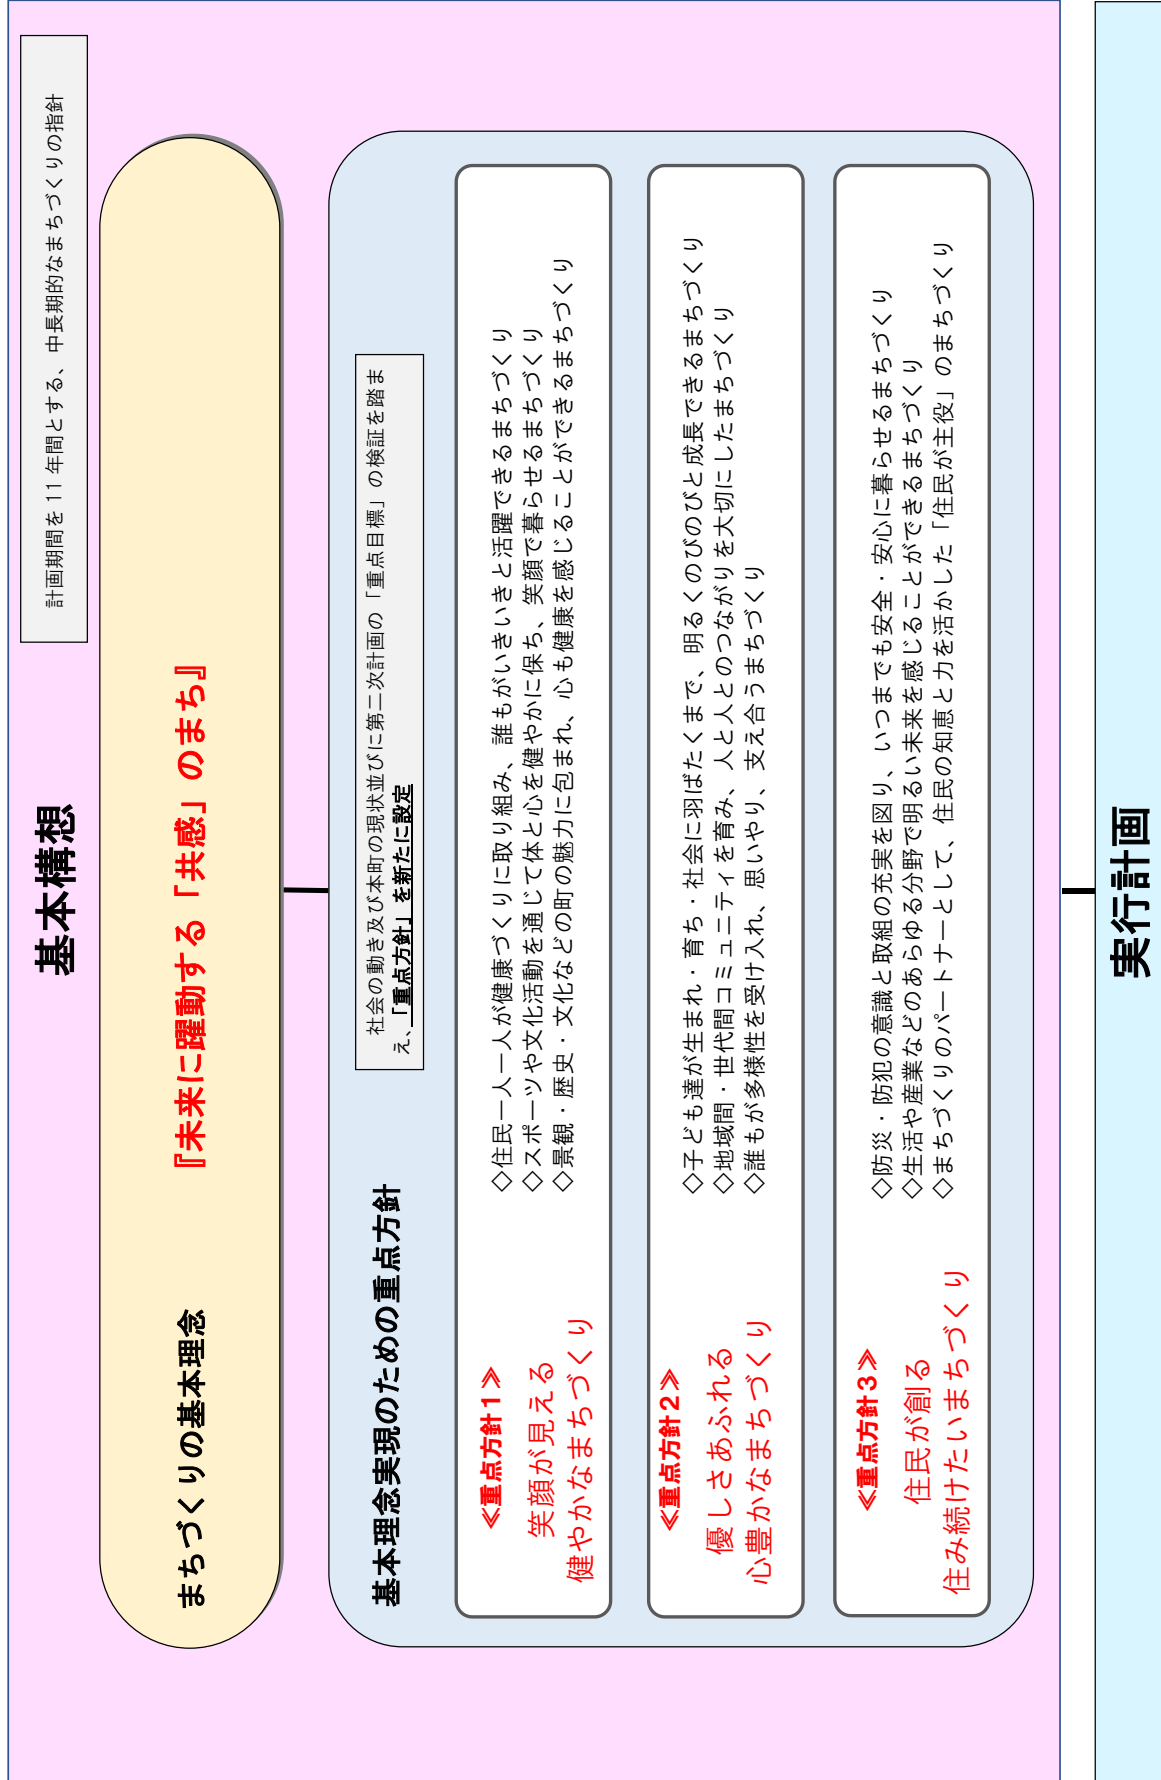 基本構想
計画期間を 11 年間とする、中長期的なまちづくりの指針
まちづくりの基本理念
『未来に躍動する「共感」のまち』
基本理念実現のための重点方針
社会の動き及び本町の現状並びに第二次計画の「重点目標」の検証を踏ま
え、「重点方針」を新たに設定
≪重点方針1≫
笑顔が見える
健やかなまちづくり
◇住民一人一人が健康づくりに取り組み、誰もがいきいきと活躍できるまちづくり
◇スポーツや文化活動を通じて体と心を健やかに保ち、笑顔で暮らせるまちづくり
◇景観・歴史・文化などの町の魅力に包まれ、心も健康を感じることができるまちづくり
≪重点方針2≫
優しさあふれる
心豊かなまちづくり
◇子ども達が生まれ・育ち・社会に羽ばたくまで、明るくのびのびと成長できるまちづくり
◇地域間・世代間コミュニティを育み、人と人とのつながりを大切にしたまちづくり
◇誰もが多様性を受け入れ、思いやり、支え合うまちづくり
≪重点方針3≫
住民が創る
住み続けたいまちづくり
◇防災・防犯の意識と取組の充実を図り、いつまでも安全・安心に暮らせるまちづくり
◇生活や産業などのあらゆる分野で明るい未来を感じることができるまちづくり
◇まちづくりのパートナーとして、住民の知恵と力を活かした「住民が主役」のまちづくり
実行計画